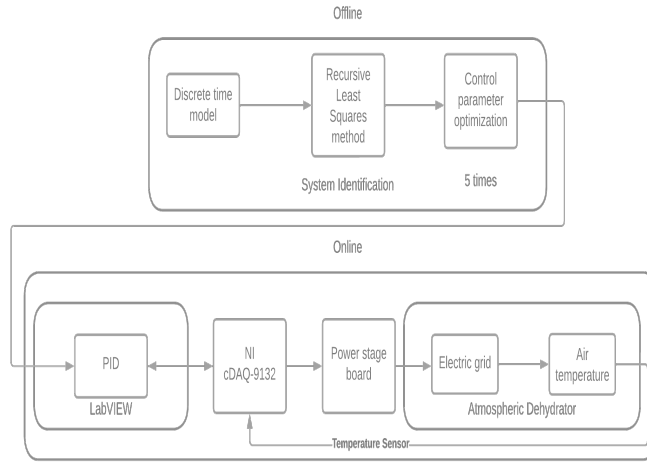 Offline
Discrete time
model
Recursive
Least
Squares
method
Control
parameter
optimization
System Identification
5 times
Online
PID
LabVIEW
NI
cDAQ-9132
Power stage
board
Electric grid
Air
temperature
Atmospheric Dehydrator
Temperature Sensor